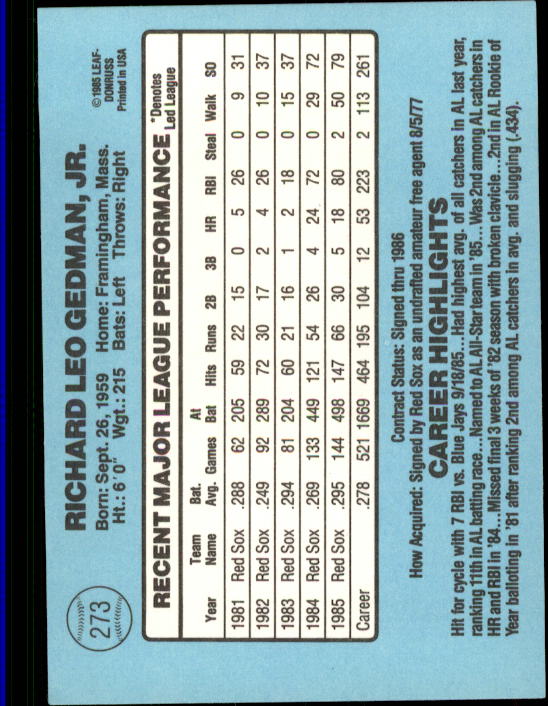 273
RICHARD LEO GEDMAN, JR.
Born: Sept. 26, 1959 Home: Framingham, Mass.
Ht.: 6' 0" Wgt.: 215 Bats: Left Throws: Right
©1985 LEAF-
DONRUSS
Printed in USA
RECENT MAJOR LEAGUE PERFORMANCE
*Denotes
Led League
Year Team Name Bat. Avg. Games At Bat Hits Runs 2B 3B HR RBI Steal Walk SO
1981 Red Sox .288 62 205 59 22 15 0 5 26 0 9 31
1982 Red Sox .249 92 289 72 30 17 2 4 26 0 10 37
1983 Red Sox .294 81 204 60 21 16 1 2 18 0 15 37
1984 Red Sox .269 133 449 121 54 26 4 24 72 0 29 72
1985 Red Sox .295 144 498 147 66 30 5 18 80 2 50 79
Career .278 521 1669 464 195 104 12 53 223 2 113 261
Contract Status: Signed thru 1986
How Acquired: Signed by Red Sox as an undrafted amateur free agent 8/5/77
CAREER HIGHLIGHTS
Hit for cycle with 7 RBI vs. Blue Jays 9/18/85...Had highest avg. of all catchers in AL last year,
ranking 11th in AL batting race...Named to AL All-Star team in '85...Was 2nd among AL catchers in
HR and RBI in '84...Missed final 3 weeks of '82 season with broken clavicle...2nd in AL Rookie of
Year balloting in '81 after ranking 2nd among AL catchers in avg. and slugging (.434).